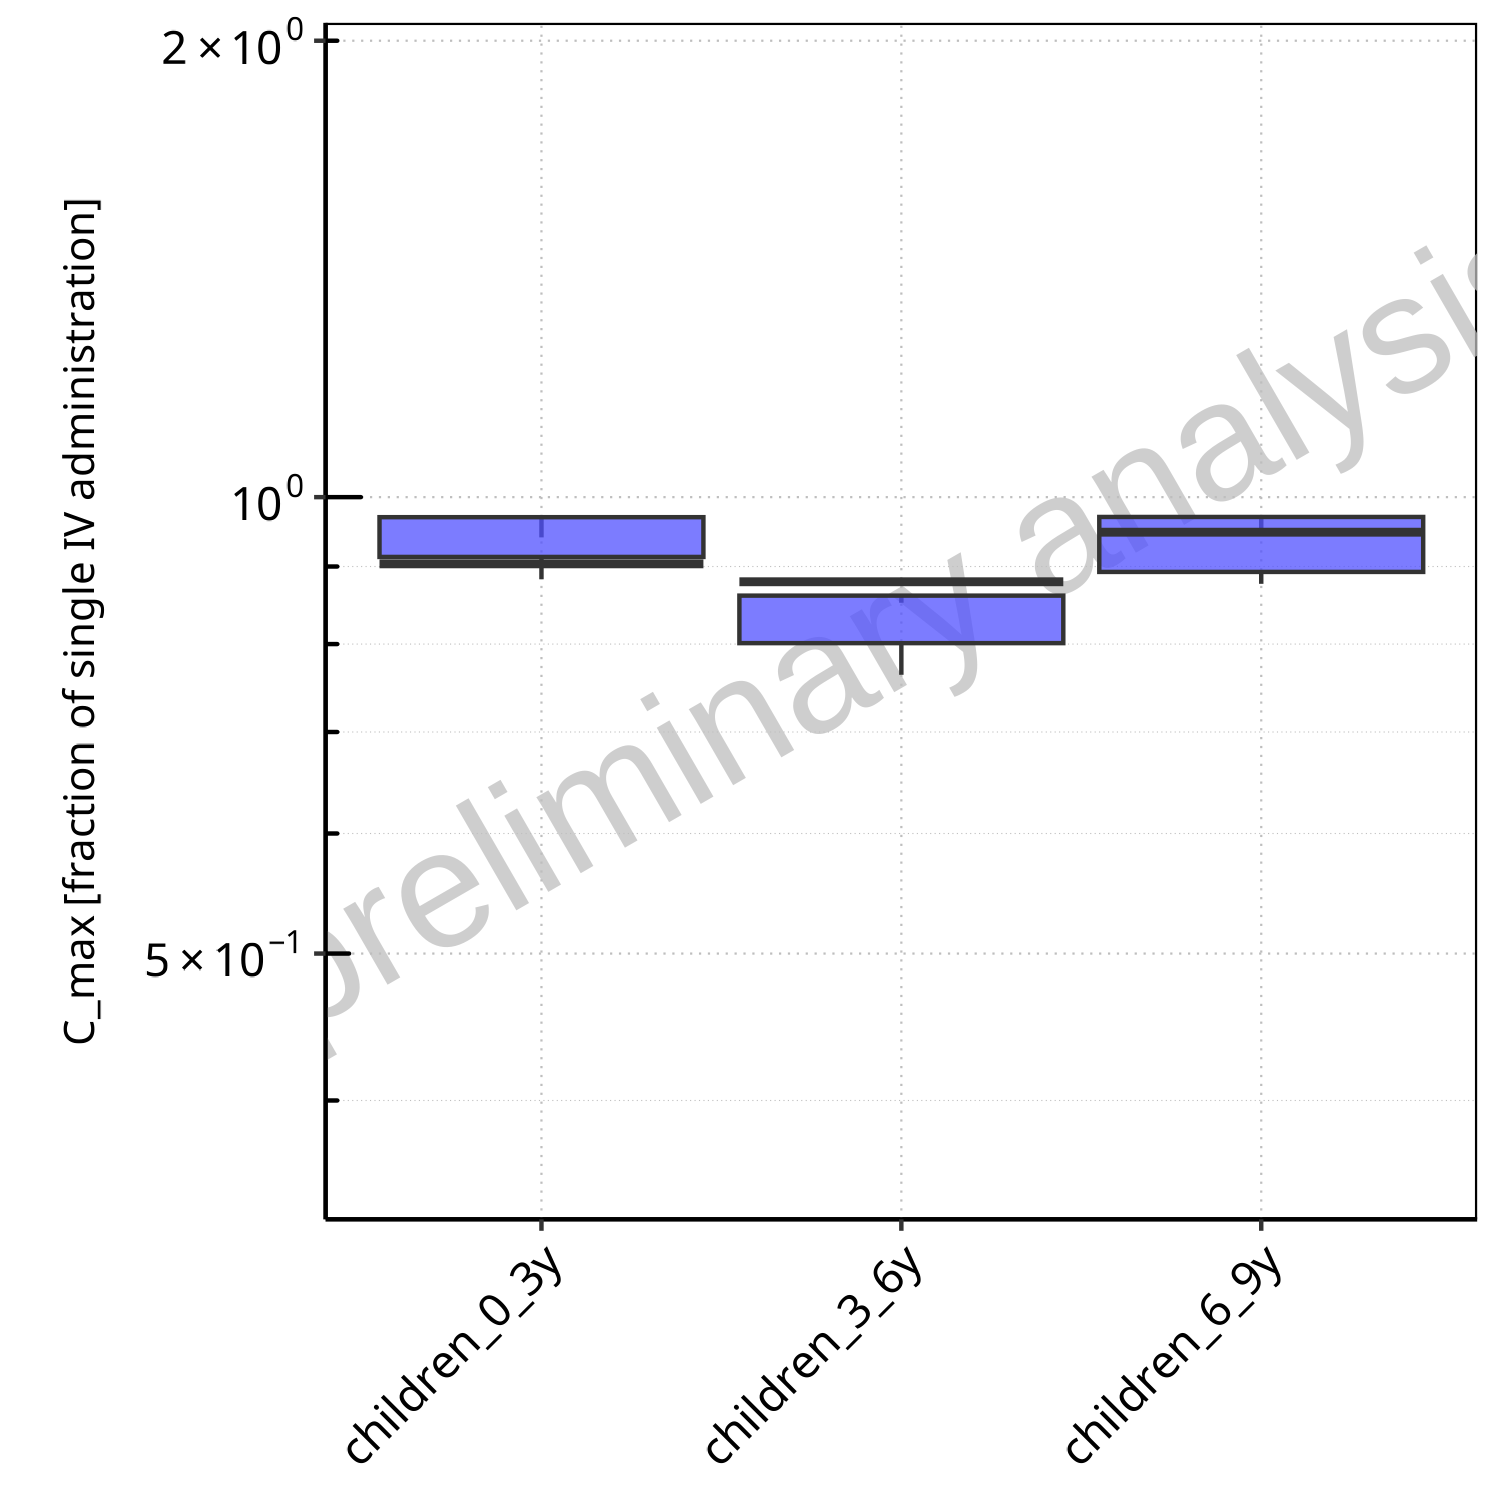 C_max [fraction of single IV administration]
2 × 10⁰
10⁰
5 × 10⁻¹
preliminary analysis
children_0_3y
children_3_6y
children_6_9y